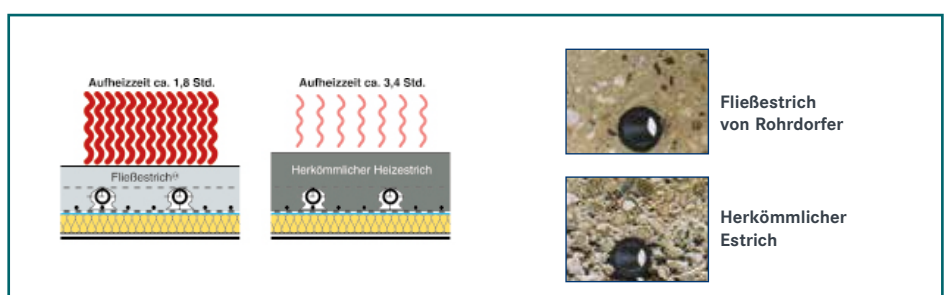 Aufheizzeit ca. 1,8 Std.
Fließestrich
Aufheizzeit ca. 3,4 Std.
Herkömmlicher Heizestrich
Fließestrich
von Rohrdorfer
Herkömmlicher
Estrich